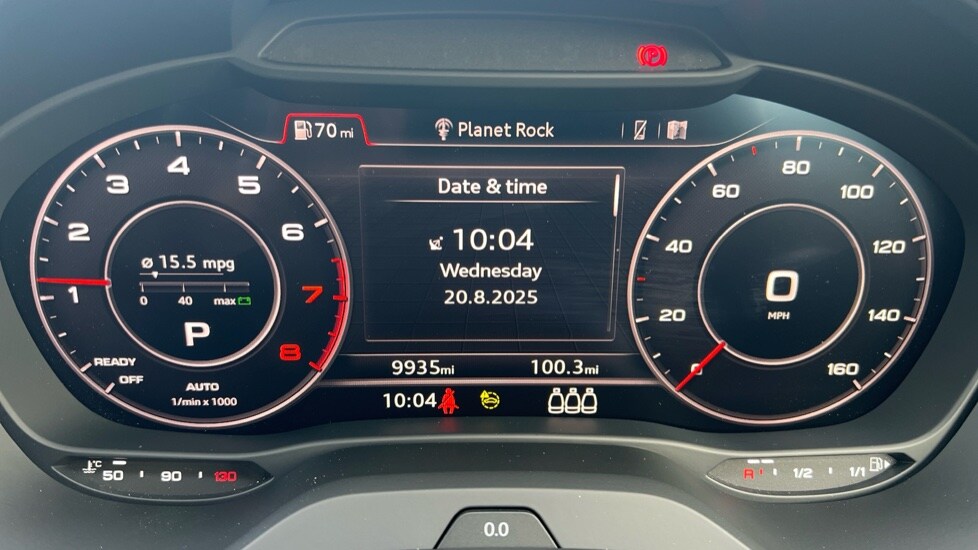 P
70 mi
Planet Rock
1
2
3
4
5
6
7
8
ø 15.5 mpg
0 40 max
P
READY
OFF
AUTO
1/min x 1000
Date & time
10:04
Wednesday
20.8.2025
9935mi 100.3mi
10:04
0
20
40
60
80
100
120
140
160
0
MPH
°C
50 90 130
R 1/2 1/1
0.0